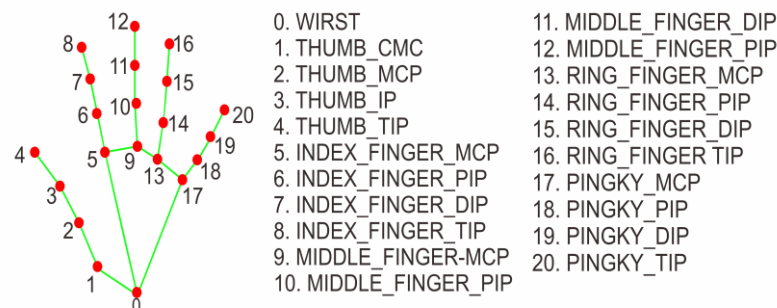 12
8
16
11
7
15
20
10
6
14
19
4
5
9
18
13
3
17
2
1
0
0. WIRST
1. THUMB_CMC
2. THUMB_MCP
3. THUMB_IP
4. THUMB_TIP
5. INDEX_FINGER_MCP
6. INDEX_FINGER_PIP
7. INDEX_FINGER_DIP
8. INDEX_FINGER_TIP
9. MIDDLE_FINGER-MCP
10. MIDDLE_FINGER_PIP
11. MIDDLE_FINGER_DIP
12. MIDDLE_FINGER_PIP
13. RING_FINGER_MCP
14. RING_FINGER_PIP
15. RING_FINGER_DIP
16. RING_FINGER TIP
17. PINGKY_MCP
18. PINGKY_PIP
19. PINGKY_DIP
20. PINGKY_TIP